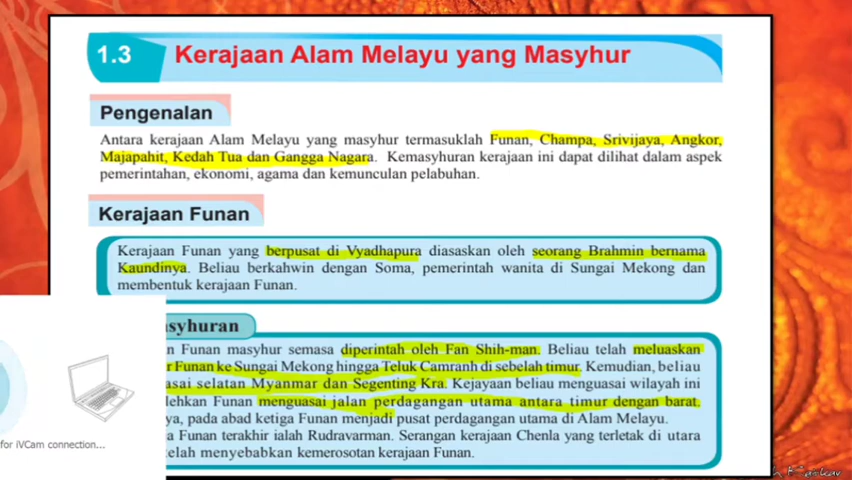 1.3 Kerajaan Alam Melayu yang Masyhur
Pengenalan
Antara kerajaan Alam Melayu yang masyhur termasuklah Funan, Champa, Srivijaya, Angkor,
Majapahit, Kedah Tua dan Gangga Nagara. Kemasyhuran kerajaan ini dapat dilihat dalam aspek
pemerintahan, ekonomi, agama dan kemunculan pelabuhan.
Kerajaan Funan
Kerajaan Funan yang berpusat di Vyadhapura diasaskan oleh seorang Brahmin bernama
Kaundinya. Beliau berkahwin dengan Soma, pemerintah wanita di Sungai Mekong dan
membentuk kerajaan Funan.
syhuran
n Funan masyhur semasa diperintah oleh Fan Shih-man. Beliau telah meluaskan
r Funan ke Sungai Mekong hingga Teluk Camranh di sebelah timur. Kemudian, beliau
asai selatan Myanmar dan Segenting Kra. Kejayaan beliau menguasai wilayah ini
lehkan Funan menguasai jalan perdagangan utama antara timur dengan barat.
ya, pada abad ketiga Funan menjadi pusat perdagangan utama di Alam Melayu.
a Funan terakhir ialah Rudravarman. Serangan kerajaan Chenla yang terletak di utara
elah menyebabkan kemerosotan kerajaan Funan.
for iVCam connection...